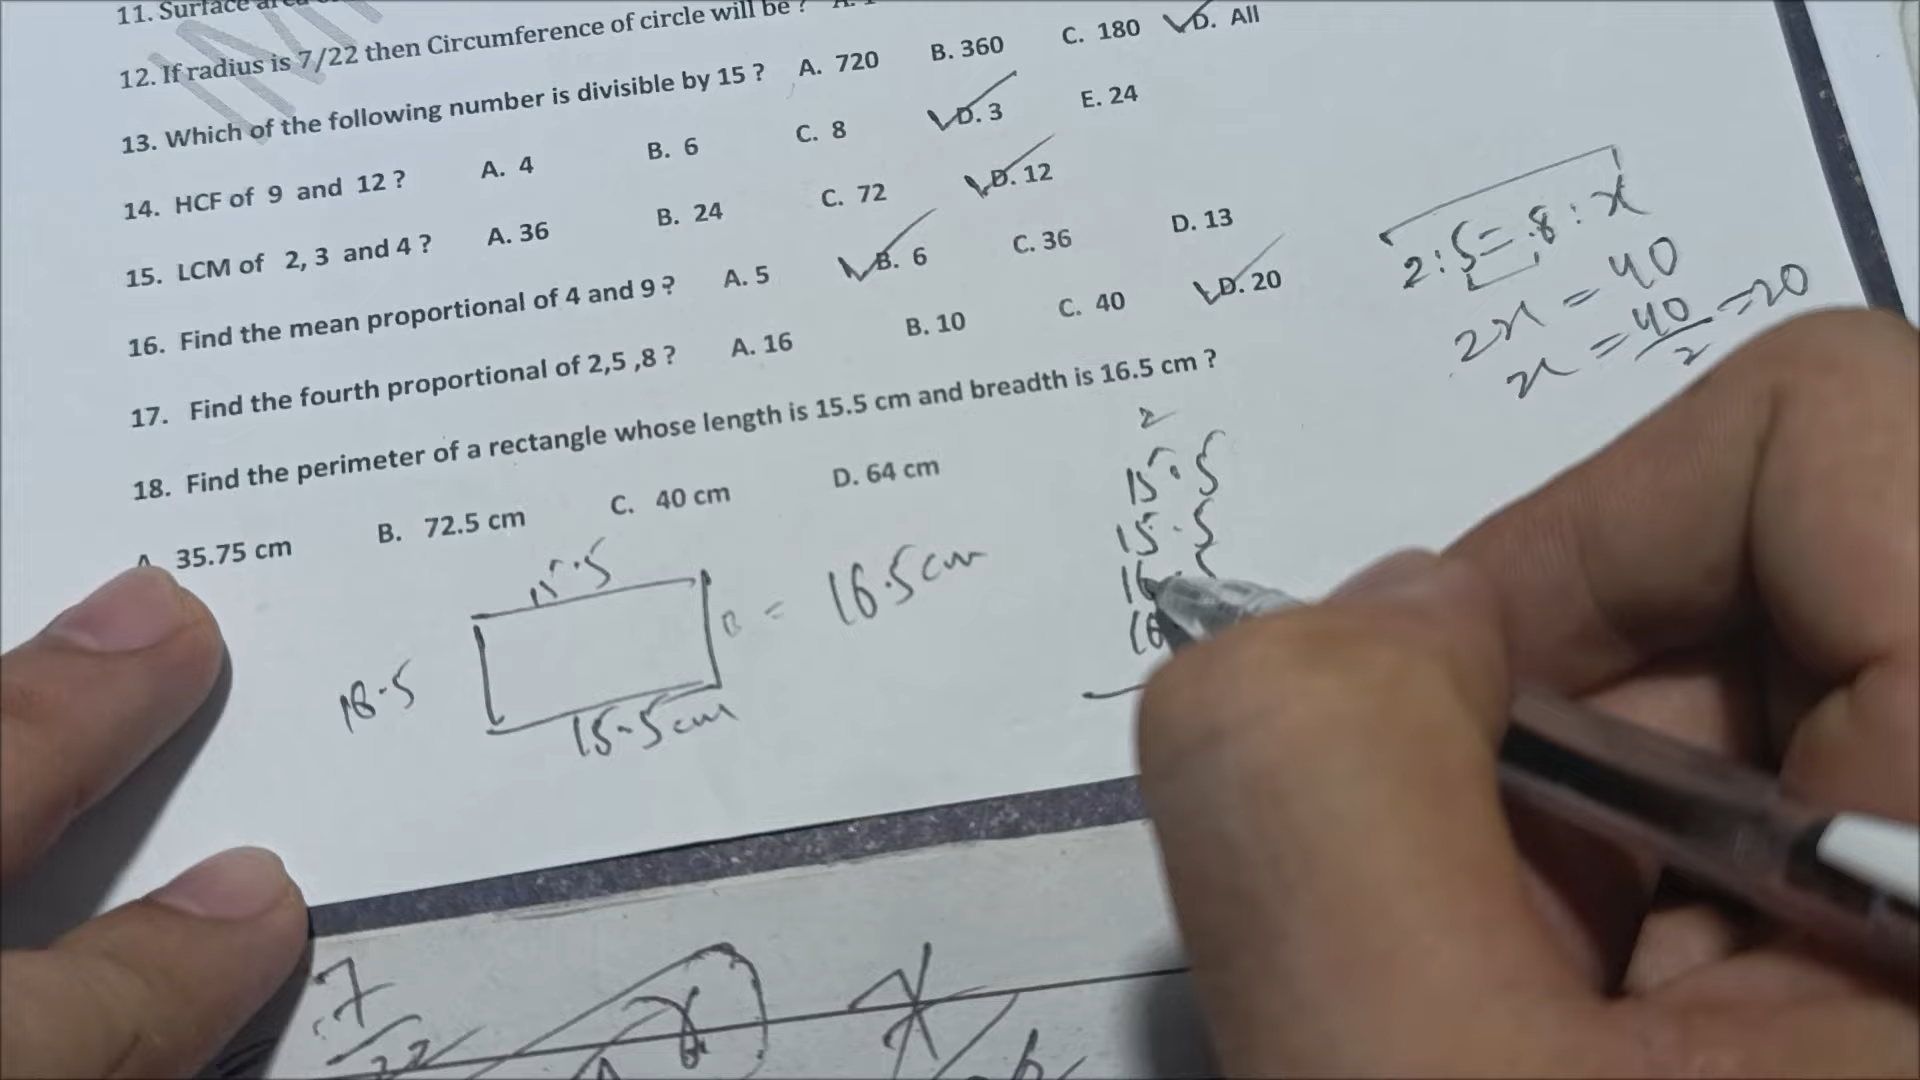 11. Surface
12. If radius is 7/22 then Circumference of circle will be ?
13. Which of the following number is divisible by 15 ? A. 720 B. 360 C. 180 D. All
14. HCF of 9 and 12 ? A. 4 B. 6 C. 8 D. 3 E. 24
15. LCM of 2, 3 and 4 ? A. 36 B. 24 C. 72 D. 12
16. Find the mean proportional of 4 and 9 ? A. 5 B. 6 C. 36 D. 13
17. Find the fourth proportional of 2,5 ,8 ? A. 16 B. 10 C. 40 D. 20
18. Find the perimeter of a rectangle whose length is 15.5 cm and breadth is 16.5 cm ?
35.75 cm B. 72.5 cm C. 40 cm D. 64 cm
2:5=8:x
2x = 40
x = 40/2 = 20
2
15.5
15.5
15.5
B = 16.5cm
15.5cm
7
22